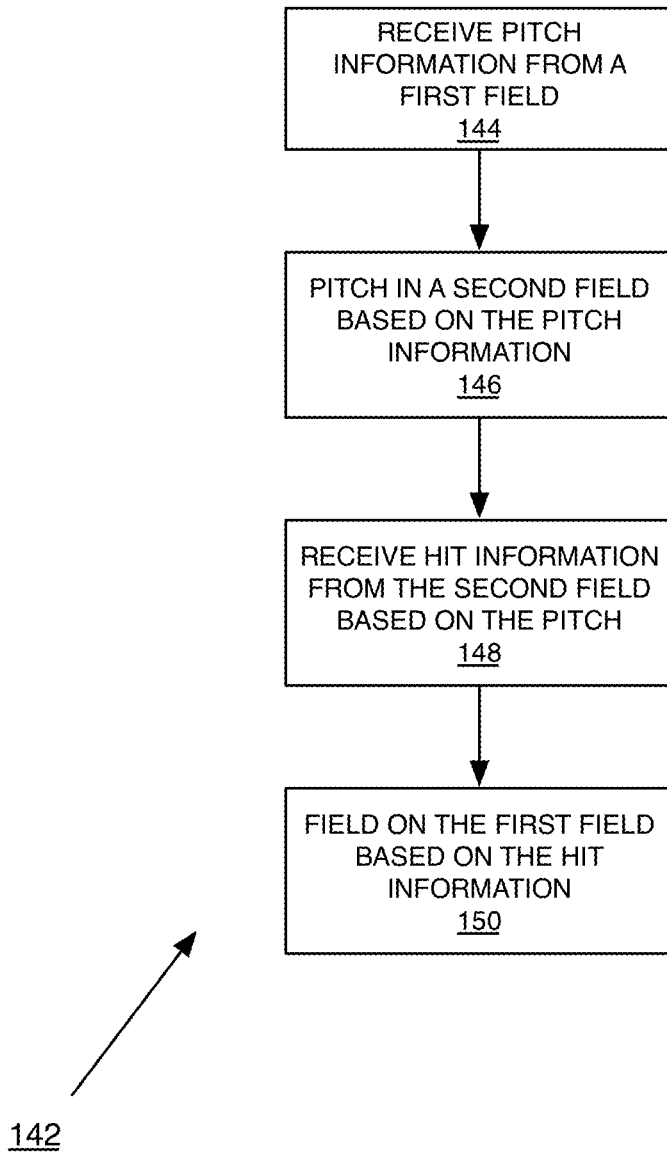 RECEIVE PITCH
INFORMATION FROM A
FIRST FIELD
144
PITCH IN A SECOND FIELD
BASED ON THE PITCH
INFORMATION
146
RECEIVE HIT INFORMATION
FROM THE SECOND FIELD
BASED ON THE PITCH
148
FIELD ON THE FIRST FIELD
BASED ON THE HIT
INFORMATION
150
142